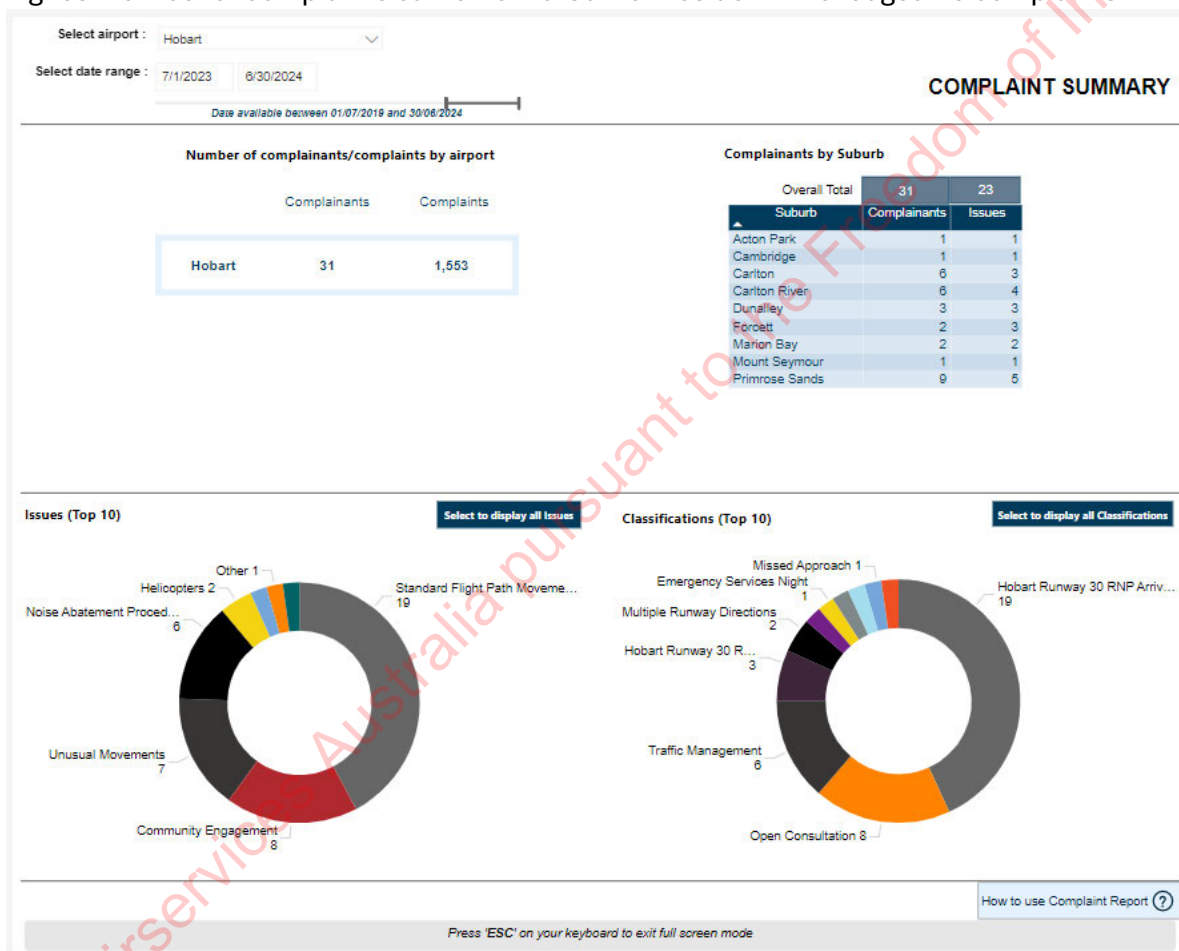 Select airport : Hobart
Select date range : 7/1/2023 6/30/2024
Data available between 01/07/2019 and 30/06/2024
COMPLAINT SUMMARY
Number of complainants/complaints by airport
Complainants Complaints
Hobart 31 1,553
Complainants by Suburb
Overall Total 31 23
Suburb Complainants Issues
Acton Park 1 1
Cambridge 1 1
Carlton 6 3
Carlton River 6 4
Dunalley 3 3
Forcett 2 3
Marion Bay 2 2
Mount Seymour 1 1
Primrose Sands 9 5
Issues (Top 10)
Select to display all Issues
Other 1
Helicopters 2
Noise Abatement Proced...
6
Unusual Movements
7
Community Engagement
8
Standard Flight Path Moveme...
19
Classifications (Top 10)
Select to display all Classifications
Missed Approach 1
Emergency Services Night
1
Multiple Runway Directions
2
Hobart Runway 30 R...
3
Traffic Management
6
Open Consultation 8
Hobart Runway 30 RNP Arriv...
19
How to use Complaint Report ?
Press 'ESC' on your keyboard to exit full screen mode
irservices Australia pursuant to the Freedom of In